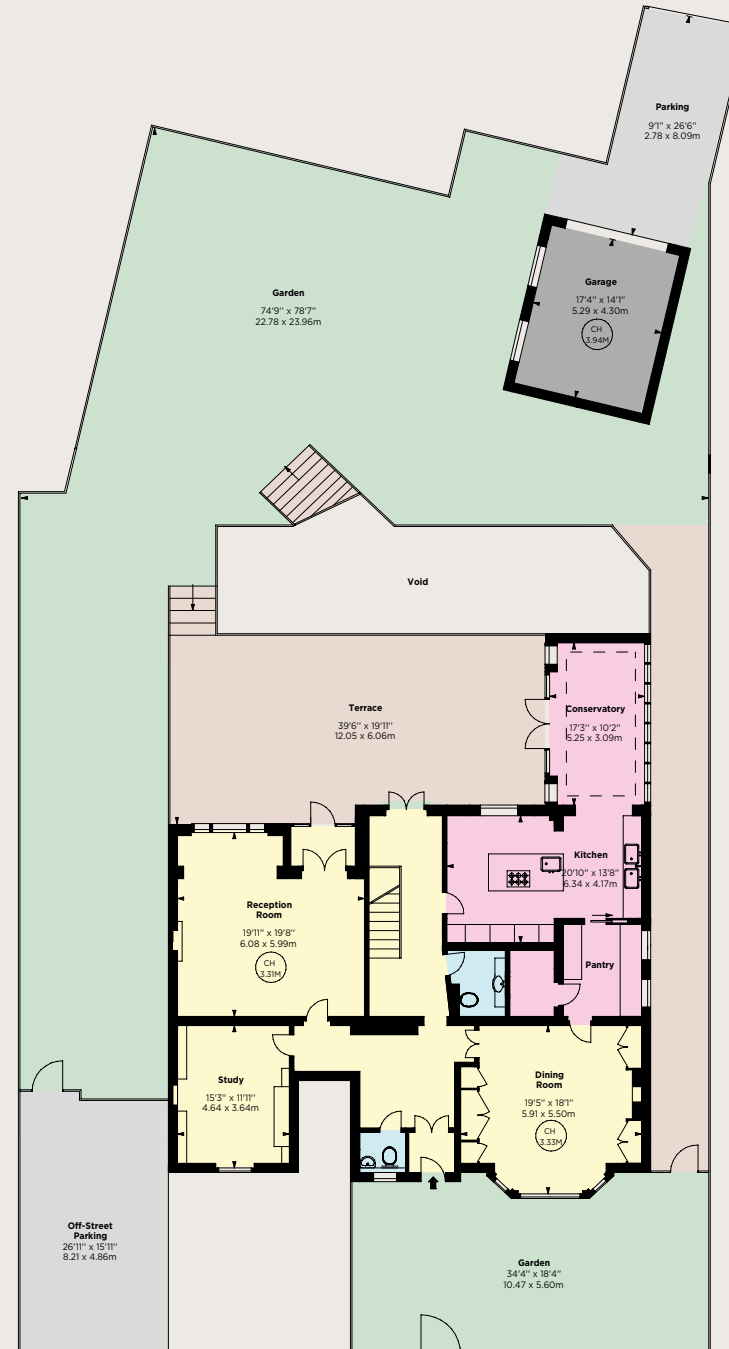 Parking
9'1" x 26'6"
2.78 x 8.09m
Garage
17'4" x 14'1"
5.29 x 4.30m
CH
3.94M
Garden
74'9" x 78'7"
22.78 x 23.96m
Void
Terrace
39'6" x 19'11"
12.05 x 6.06m
Conservatory
17'3" x 10'2"
5.25 x 3.09m
Kitchen
20'10" x 13'8"
6.34 x 4.17m
Reception
Room
19'11" x 19'8"
6.08 x 5.99m
CH
3.31M
Pantry
Study
15'3" x 11'11"
4.64 x 3.64m
Dining
Room
19'5" x 18'1"
5.91 x 5.50m
CH
3.33M
Off-Street
Parking
26'11" x 15'11"
8.21 x 4.86m
Garden
34'4" x 18'4"
10.47 x 5.60m